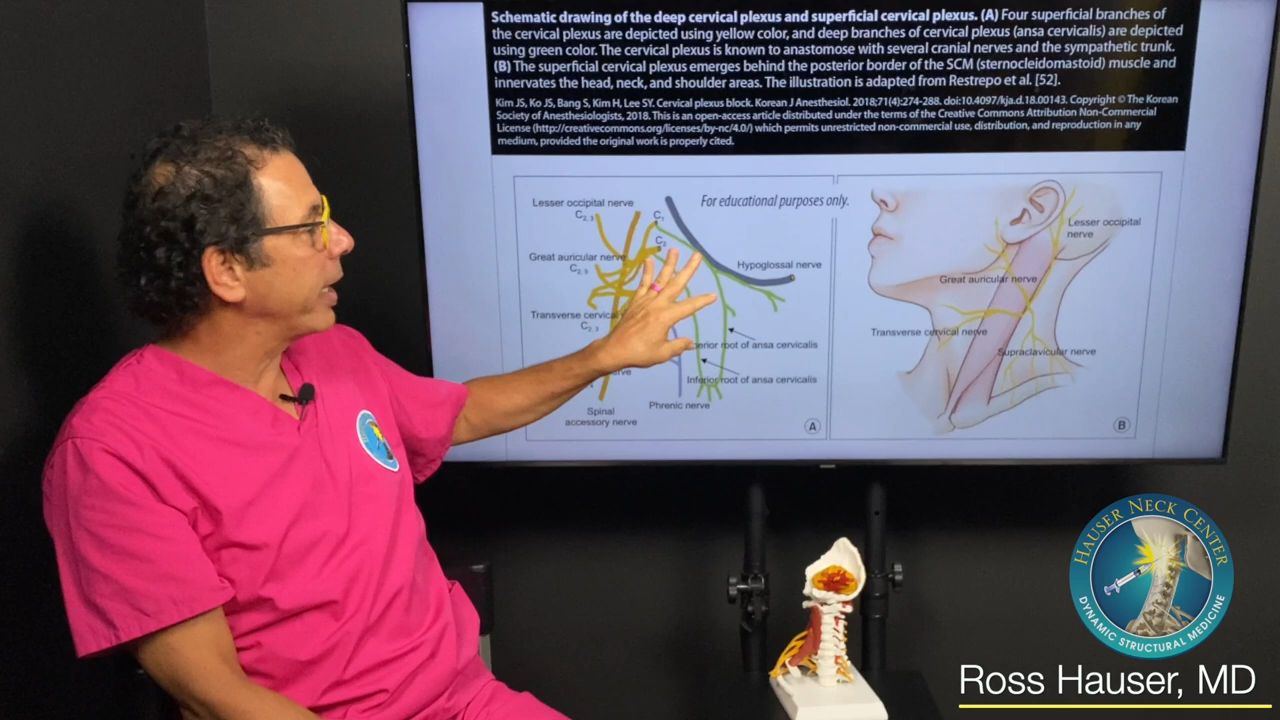 Schematic drawing of the deep cervical plexus and superficial cervical plexus. (A) Four superficial branches of
the cervical plexus are depicted using yellow color, and deep branches of cervical plexus (ansa cervicalis) are depicted
using green color. The cervical plexus is known to anastomose with several cranial nerves and the sympathetic trunk.
(B) The superficial cervical plexus emerges behind the posterior border of the SCM (sternocleidomastoid) muscle and
innervates the head, neck, and shoulder areas. The illustration is adapted from Restrepo et al. [52].
Kim JS, Ko JS, Bang S, Kim H, Lee SY. Cervical plexus block. Korean J Anesthesiol. 2018;71(4):274-288. doi:10.4097/kja.d.18.00143. Copyright © The Korean
Society of Anesthesiologists, 2018. This is an open-access article distributed under the terms of the Creative Commons Attribution Non-Commercial
License (http://creativecommons.org/licenses/by-nc/4.0/) which permits unrestricted non-commercial use, distribution, and reproduction in any
medium, provided the original work is properly cited.
For educational purposes only.
Lesser occipital nerve
C2, 3
C1
C2
Great auricular nerve
C2, 3
Hypoglossal nerve
Transverse cervical
C2, 3
root of ansa cervicalis
Inferior root of ansa cervicalis
Phrenic nerve
Spinal
accessory nerve
A
Lesser occipital
nerve
Great auricular nerve
Transverse cervical nerve
Supraclavicular nerve
B
HAUSER NECK CENTER
DYNAMIC STRUCTURAL MEDICINE
Ross Hauser, MD